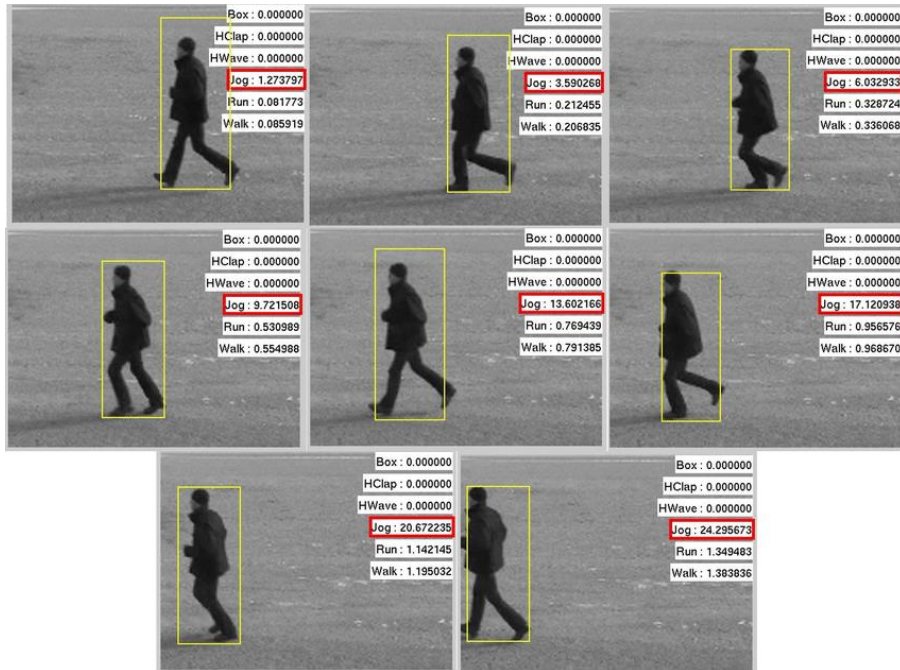 Box : 0.000000
HClap : 0.000000
HWave : 0.000000
Jog : 1.273797
Run : 0.081773
Walk : 0.085919
Box : 0.000000
HClap : 0.000000
HWave : 0.000000
Jog : 3.590268
Run : 0.212455
Walk : 0.206835
Box : 0.000000
HClap : 0.000000
HWave : 0.000000
Jog : 6.032933
Run : 0.328724
Walk : 0.336068
Box : 0.000000
HClap : 0.000000
HWave : 0.000000
Jog : 9.721508
Run : 0.530989
Walk : 0.554988
Box : 0.000000
HClap : 0.000000
HWave : 0.000000
Jog : 13.602166
Run : 0.769439
Walk : 0.791385
Box : 0.000000
HClap : 0.000000
HWave : 0.000000
Jog : 17.120938
Run : 0.956576
Walk : 0.968670
Box : 0.000000
HClap : 0.000000
HWave : 0.000000
Jog : 20.672235
Run : 1.142145
Walk : 1.195032
Box : 0.000000
HClap : 0.000000
HWave : 0.000000
Jog : 24.295673
Run : 1.349483
Walk : 1.383836